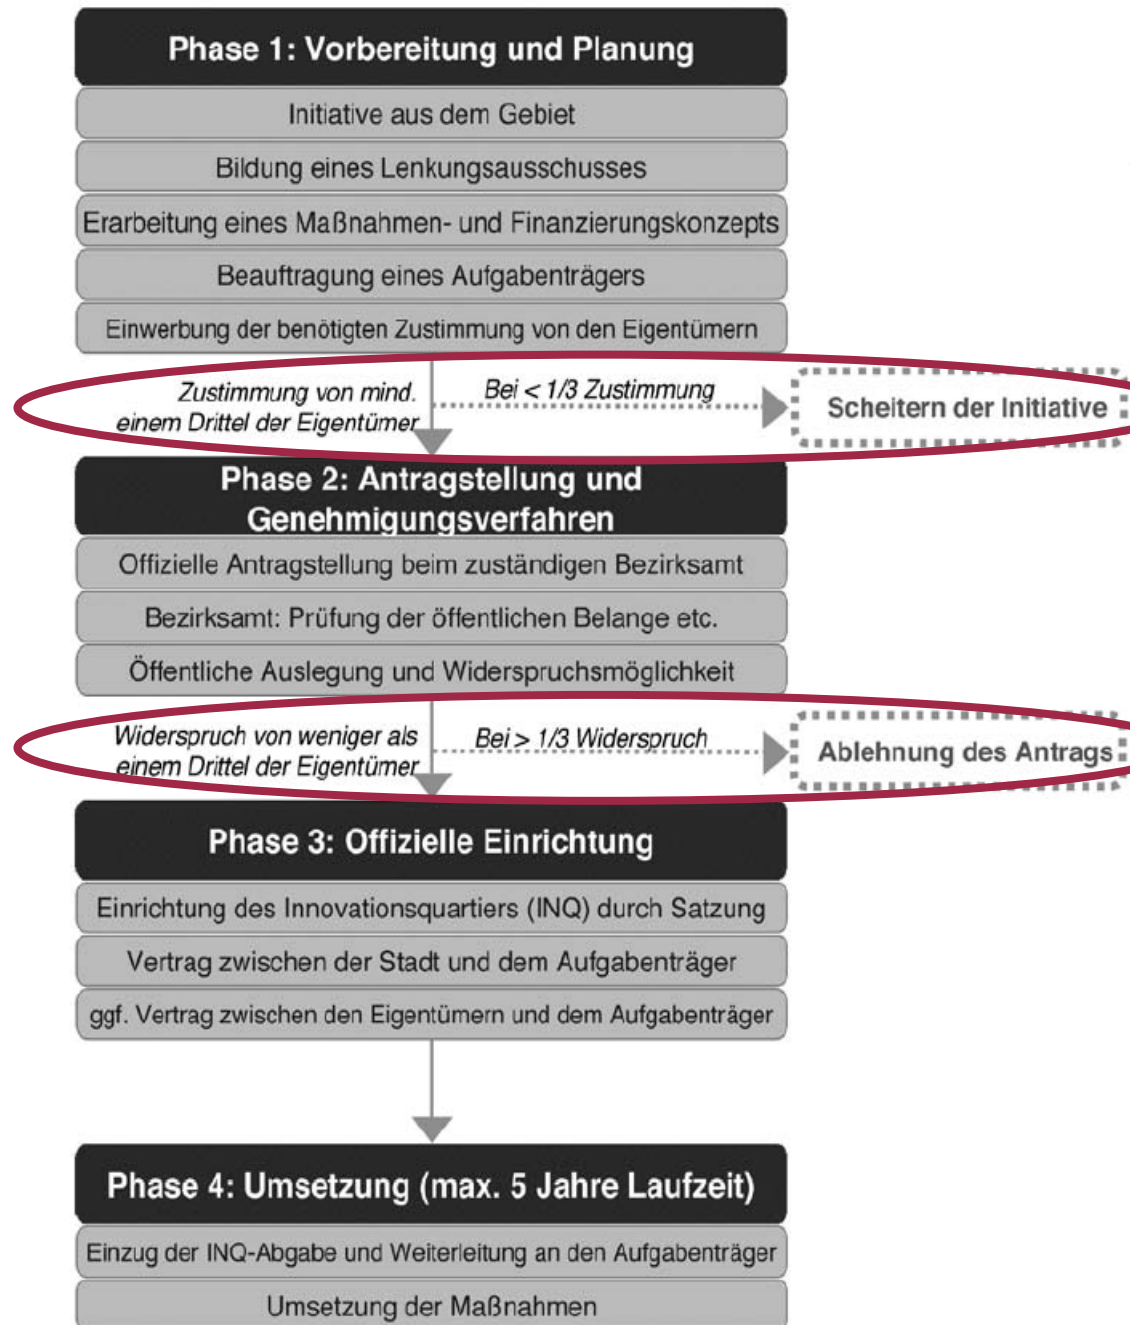 Phase 1: Vorbereitung und Planung
Initiative aus dem Gebiet
Bildung eines Lenkungsausschusses
Erarbeitung eines Maßnahmen- und Finanzierungskonzepts
Beauftragung eines Aufgabenträgers
Einwerbung der benötigten Zustimmung von den Eigentümern
Zustimmung von mind.
einem Drittel der Eigentümer
Bei < 1/3 Zustimmung
Scheitern der Initiative
Phase 2: Antragstellung und
Genehmigungsverfahren
Offizielle Antragstellung beim zuständigen Bezirksamt
Bezirksamt: Prüfung der öffentlichen Belange etc.
Öffentliche Auslegung und Widerspruchsmöglichkeit
Widerspruch von weniger als
einem Drittel der Eigentümer
Bei > 1/3 Widerspruch
Ablehnung des Antrags
Phase 3: Offizielle Einrichtung
Einrichtung des Innovationsquartiers (INQ) durch Satzung
Vertrag zwischen der Stadt und dem Aufgabenträger
ggf. Vertrag zwischen den Eigentümern und dem Aufgabenträger
Phase 4: Umsetzung (max. 5 Jahre Laufzeit)
Einzug der INQ-Abgabe und Weiterleitung an den Aufgabenträger
Umsetzung der Maßnahmen